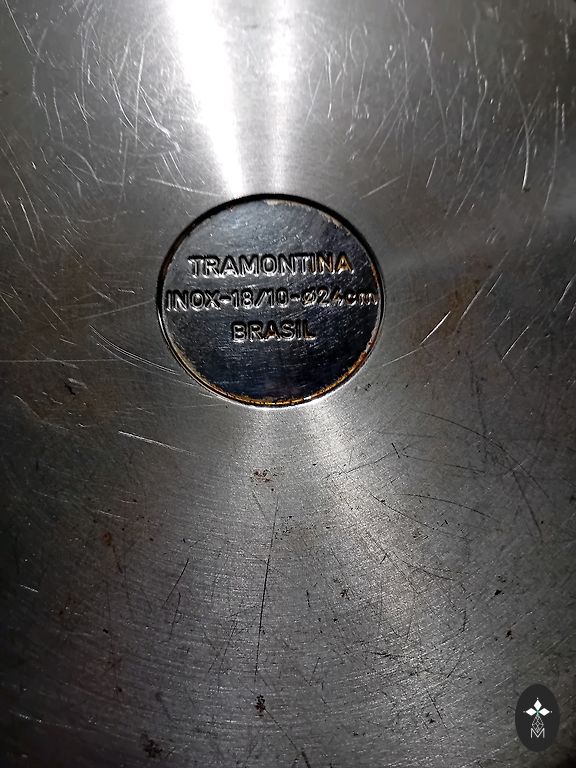 TRAMONTINA
INOX-18/10-ø24cm
BRASIL
M